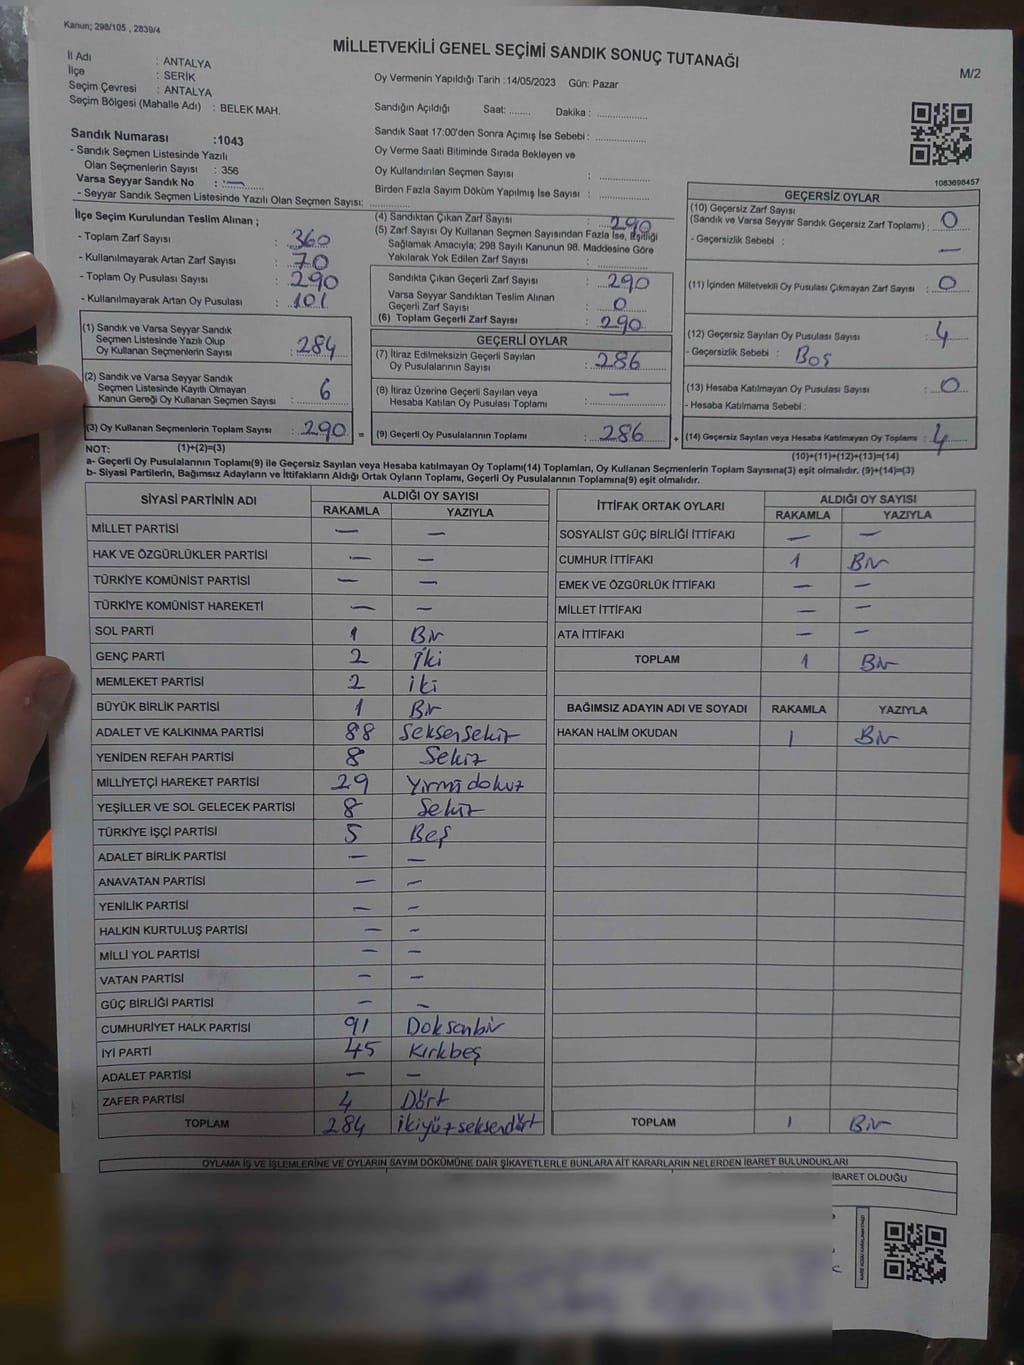 Kanun; 298/105 , 2839/4
MİLLETVEKİLİ GENEL SEÇİMİ SANDIK SONUÇ TUTANAĞI
M/2
İl Adı : ANTALYA
İlçe : SERİK
Seçim Çevresi : ANTALYA
Seçim Bölgesi (Mahalle Adı) : BELEK MAH.
Oy Vermenin Yapıldığı Tarih :14/05/2023 Gün: Pazar
Sandığın Açıldığı Saat: ....... Dakika : ................
Sandık Saat 17:00'den Sonra Açımış İse Sebebi : ................
Oy Verme Saati Bitiminde Sırada Bekleyen ve
Oy Kullandırılan Seçmen Sayısı : ................
Birden Fazla Sayım Döküm Yapılmış İse Sayısı : ................
Sandık Numarası :1043
- Sandık Seçmen Listesinde Yazılı
Olan Seçmenlerin Sayısı : 356
Varsa Seyyar Sandık No : —
- Seyyar Sandık Seçmen Listesinde Yazılı Olan Seçmen Sayısı: ................
1083698457
İlçe Seçim Kurulundan Teslim Alınan ;
- Toplam Zarf Sayısı : 360
- Kullanılmayarak Artan Zarf Sayısı : 70
- Toplam Oy Pusulası Sayısı : 290
- Kullanılmayarak Artan Oy Pusulası : 101
(1) Sandık ve Varsa Seyyar Sandık
Seçmen Listesinde Yazılı Olup
Oy Kullanan Seçmenlerin Sayısı : 284
(2) Sandık ve Varsa Seyyar Sandık
Seçmen Listesinde Kayıtlı Olmayan
Kanun Gereği Oy Kullanan Seçmen Sayısı : 6
(3) Oy Kullanan Seçmenlerin Toplam Sayısı : 290
(4) Sandıktan Çıkan Zarf Sayısı : 290
(5) Zarf Sayısı Oy Kullanan Seçmen Sayısından Fazla İse, Eşitliği
Sağlamak Amacıyla; 298 Sayılı Kanunun 98. Maddesine Göre
Yakılarak Yok Edilen Zarf Sayısı : ................
Sandıkta Çıkan Geçerli Zarf Sayısı : 290
Varsa Seyyar Sandıktan Teslim Alınan
Geçerli Zarf Sayısı : 0
(6) Toplam Geçerli Zarf Sayısı : 290
GEÇERLİ OYLAR
(7) İtiraz Edilmeksizin Geçerli Sayılan
Oy Pusulalarının Sayısı : 286
(8) İtiraz Üzerine Geçerli Sayılan veya
Hesaba Katılan Oy Pusulası Toplamı : —
= (9) Geçerli Oy Pusulalarının Toplamı : 286
GEÇERSİZ OYLAR
(10) Geçersiz Zarf Sayısı
(Sandık ve Varsa Seyyar Sandık Geçersiz Zarf Toplamı) : 0
- Geçersizlik Sebebi : —
(11) İçinden Milletvekili Oy Pusulası Çıkmayan Zarf Sayısı : 0
(12) Geçersiz Sayılan Oy Pusulası Sayısı : 4
- Geçersizlik Sebebi : Boş
(13) Hesaba Katılmayan Oy Pusulası Sayısı : 0
- Hesaba Katılmama Sebebi :
+ (14) Geçersiz Sayılan veya Hesaba Katılmayan Oy Toplamı : 4
NOT: (1)+(2)=(3)
(10)+(11)+(12)+(13)=(14)
a- Geçerli Oy Pusulalarının Toplamı(9) ile Geçersiz Sayılan veya Hesaba katılmayan Oy Toplamı(14) Toplamları, Oy Kullanan Seçmenlerin Toplam Sayısına(3) eşit olmalıdır. (9)+(14)=(3)
b- Siyasi Partilerin, Bağımsız Adayların ve İttifakların Aldığı Ortak Oyların Toplamı, Geçerli Oy Pusulalarının Toplamına(9) eşit olmalıdır.
SİYASİ PARTİNİN ADI ALDIĞI OY SAYISI
RAKAMLA YAZIYLA
MİLLET PARTİSİ — —
HAK VE ÖZGÜRLÜKLER PARTİSİ — —
TÜRKİYE KOMÜNİST PARTİSİ — —
TÜRKİYE KOMÜNİST HAREKETİ — —
SOL PARTİ 1 Bir
GENÇ PARTİ 2 iki
MEMLEKET PARTİSİ 2 iki
BÜYÜK BİRLİK PARTİSİ 1 Bir
ADALET VE KALKINMA PARTİSİ 88 Seksensekiz
YENİDEN REFAH PARTİSİ 8 Sekiz
MİLLİYETÇİ HAREKET PARTİSİ 29 Yirmidokuz
YEŞİLLER VE SOL GELECEK PARTİSİ 8 Sekiz
TÜRKİYE İŞÇİ PARTİSİ 5 Beş
ADALET BİRLİK PARTİSİ — —
ANAVATAN PARTİSİ — —
YENİLİK PARTİSİ — —
HALKIN KURTULUŞ PARTİSİ — —
MİLLİ YOL PARTİSİ — —
VATAN PARTİSİ — —
GÜÇ BİRLİĞİ PARTİSİ — —
CUMHURİYET HALK PARTİSİ 91 Doksanbir
İYİ PARTİ 45 Kırkbeş
ADALET PARTİSİ — —
ZAFER PARTİSİ 4 Dört
TOPLAM 284 ikiyüzseksendört
İTTİFAK ORTAK OYLARI ALDIĞI OY SAYISI
RAKAMLA YAZIYLA
SOSYALİST GÜÇ BİRLİĞİ İTTİFAKI — —
CUMHUR İTTİFAKI 1 Bir
EMEK VE ÖZGÜRLÜK İTTİFAKI — —
MİLLET İTTİFAKI — —
ATA İTTİFAKI — —
TOPLAM 1 Bir
BAĞIMSIZ ADAYIN ADI VE SOYADI RAKAMLA YAZIYLA
HAKAN HALİM OKUDAN 1 Bir
TOPLAM 1 Bir
OYLAMA İŞ VE İŞLEMLERİNE VE OYLARIN SAYIM DÖKÜMÜNE DAİR ŞİKAYETLERLE BUNLARA AİT KARARLARIN NELERDEN İBARET BULUNDUKLARI
İBARET OLDUĞU